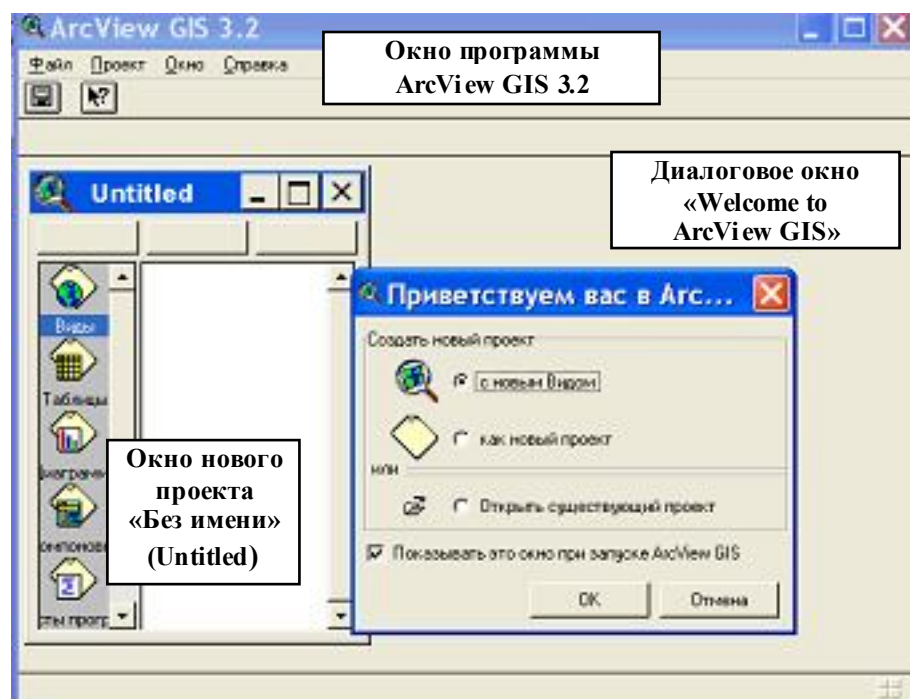 ArcView GIS 3.2
Окно программы
ArcView GIS 3.2
Файл Проект Окно Справка
Диалоговое окно
«Welcome to
ArcView GIS»
Untitled
Виды
Таблицы
Окно нового
проекта
«Без имени»
(Untitled)
Приветствуем вас в Arc...
Создать новый проект
с новым Видом
как новый проект
или
Открыть существующий проект
Показывать это окно при запуске ArcView GIS
OK Отмена